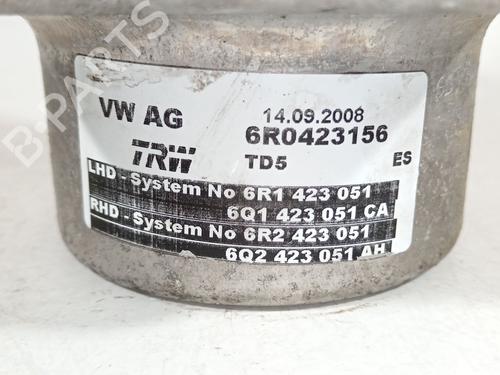 VW AG 14.09.2008
6R0423156
TRW TD5 ES
LHD - System No 6R1 423 051
6Q1 423 051 CA
RHD - System No 6R2 423 051
6Q2 423 051 AH
B-PARTS